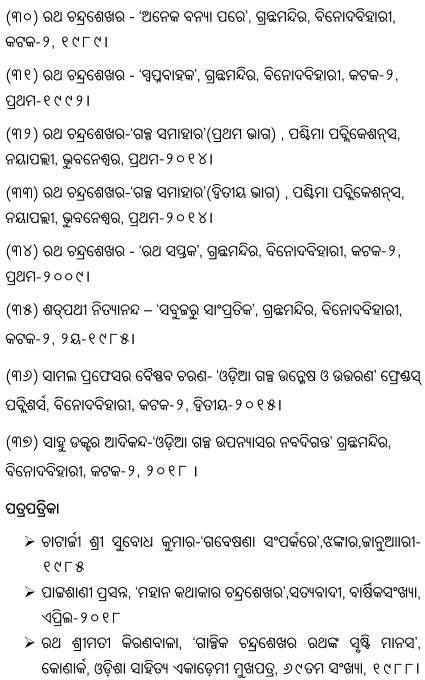 (୩୦) ରଥ ଚନ୍ଦ୍ରଶେଖର - ‘ଅନେକ ବନ୍ୟା ପରେ’, ଗ୍ରନ୍ଥମନ୍ଦିର, ବିନୋଦବିହାରୀ,
କଟକ-୨, ୧୯୮୯।
(୩୧) ରଥ ଚନ୍ଦ୍ରଶେଖର - ‘ସ୍ୱପ୍ନବାହକ’, ଗ୍ରନ୍ଥମନ୍ଦିର, ବିନୋଦବିହାରୀ, କଟକ-୨,
ପ୍ରଥମ-୧୯୯୨।
(୩୨) ରଥ ଚନ୍ଦ୍ରଶେଖର-‘ଗଳ୍ପ ସମାହାର’(ପ୍ରଥମ ଭାଗ) , ପଶ୍ଚିମା ପବ୍ଲିକେଶନ୍‌ସ,
ନୟାପଲ୍ଲୀ, ଭୁବନେଶ୍ୱର, ପ୍ରଥମ-୨୦୧୪।
(୩୩) ରଥ ଚନ୍ଦ୍ରଶେଖର-‘ଗଳ୍ପ ସମାହାର’(ଦ୍ୱିତୀୟ ଭାଗ) , ପଶ୍ଚିମା ପବ୍ଲିକେଶନ୍‌ସ,
ନୟାପଲ୍ଲୀ, ଭୁବନେଶ୍ୱର, ପ୍ରଥମ-୨୦୧୪।
(୩୪) ରଥ ଚନ୍ଦ୍ରଶେଖର - ‘ରଥ ସପ୍ତକ’, ଗ୍ରନ୍ଥମନ୍ଦିର, ବିନୋଦବିହାରୀ, କଟକ-୨,
ପ୍ରଥମ-୨୦୦୯।
(୩୫) ଶତ୍‌ପଥୀ ନିତ୍ୟାନନ୍ଦ – ‘ସବୁଜରୁ ସାଂପ୍ରତିକ’, ଗ୍ରନ୍ଥମନ୍ଦିର, ବିନୋଦବିହାରୀ,
କଟକ-୨, ୨ୟ-୧୯୮୫।
(୩୬) ସାମଲ ପ୍ରଫେସର ବୈଷ୍ଣବ ଚରଣ- ‘ଓଡ଼ିଆ ଗଳ୍ପ ଉନ୍ମେଷ ଓ ଉତ୍ତରଣ’ ଫ୍ରେଣ୍ଡସ୍
ପବ୍ଲିଶର୍ସ, ବିନୋଦବିହାରୀ, କଟକ-୨, ଦ୍ୱିତୀୟ-୨୦୧୫।
(୩୭) ସାହୁ ଡକ୍ଟର ଆଦିକନ୍ଦ-‘ଓଡ଼ିଆ ଗଳ୍ପ ଉପନ୍ୟାସର ନବଦିଗନ୍ତ’ ଗ୍ରନ୍ଥମନ୍ଦିର,
ବିନୋଦବିହାରୀ, କଟକ-୨, ୨୦୧୮ ।
ପତ୍ରପତ୍ରିକା
➢ ଚାଟାର୍ଜୀ ଶ୍ରୀ ସୁବୋଧ କୁମାର-‘ଗବେଷଣା ସଂପର୍କରେ’,ଝଙ୍କାର,ଜାନୁଆାରୀ-
୧୯୮୫
➢ ପାଟ୍ଟଶାଣୀ ପ୍ରସନ୍ନ, ‘ମହାନ କଥାକାର ଚନ୍ଦ୍ରଶେଖର’,ସତ୍ୟବାଦୀ, ବାର୍ଷିକସଂଖ୍ୟା,
ଏପ୍ରିଲ-୨୦୧୮
➢ ରଥ ଶ୍ରୀମତୀ କିରଣବାଳା, ‘ଗାଳ୍ପିକ ଚନ୍ଦ୍ରଶେଖର ରଥଙ୍କ ସୃଷ୍ଟି ମାନସ’,
କୋଣାର୍କ, ଓଡ଼ିଶା ସାହିତ୍ୟ ଏକାଡ଼େମୀ ମୁଖପତ୍ର, ୬୯ତମ ସଂଖ୍ୟା, ୧୯୮୮।